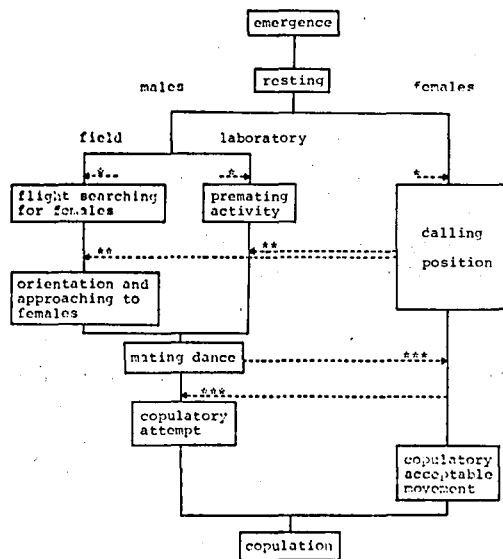 emergence
resting
males
females
field
laboratory
*
*
*
flight searching
for females
premating
activity
calling
position
**
**
orientation and
approaching to
females
mating dance
***
***
copulatory
attempt
copulatory
acceptable
movement
copulation